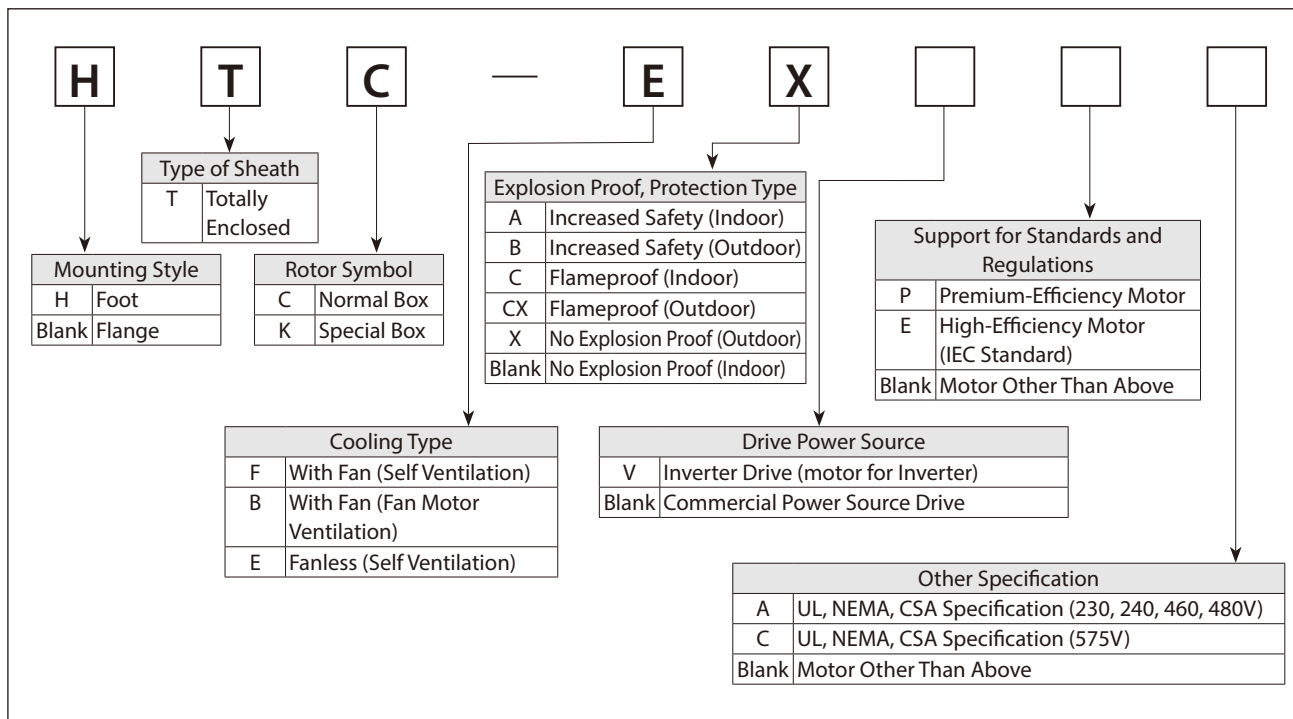 H T C — E X
Type of Sheath
T Totally
Enclosed
Mounting Style
H Foot
Blank Flange
Rotor Symbol
C Normal Box
K Special Box
Explosion Proof, Protection Type
A Increased Safety (Indoor)
B Increased Safety (Outdoor)
C Flameproof (Indoor)
CX Flameproof (Outdoor)
X No Explosion Proof (Outdoor)
Blank No Explosion Proof (Indoor)
Support for Standards and
Regulations
P Premium-Efficiency Motor
E High-Efficiency Motor
(IEC Standard)
Blank Motor Other Than Above
Cooling Type
F With Fan (Self Ventilation)
B With Fan (Fan Motor
Ventilation)
E Fanless (Self Ventilation)
Drive Power Source
V Inverter Drive (motor for Inverter)
Blank Commercial Power Source Drive
Other Specification
A UL, NEMA, CSA Specification (230, 240, 460, 480V)
C UL, NEMA, CSA Specification (575V)
Blank Motor Other Than Above